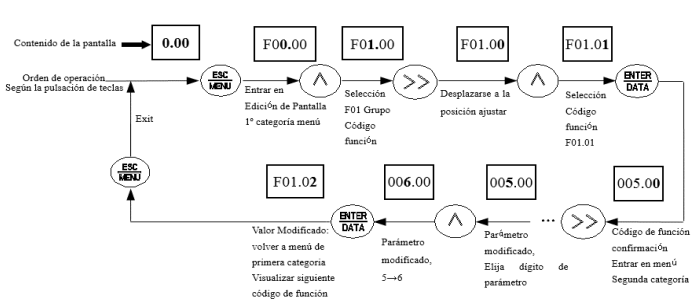 Contenido de la pantalla
0.00
F00.00
F01.00
F01.00
F01.01
Orden de operación
Según la pulsación de teclas
ESC
MENU
Entrar en
Edición de Pantalla
1º categoría menú
Selección
F01 Grupo
Código
función
Desplazarse a la
posición ajustar
Selección
Código
función
F01.01
ENTER
DATA
Exit
ESC
MENU
F01.02
006.00
005.00
005.00
ENTER
DATA
...
Valor Modificado:
volver a menú de
primera categoria
Visualizar siguiente
código de función
Parámetro
modificado,
5→6
Parámetro
modificado,
Elija dígito de
parámetro
Código de función
confirmación
Entrar en menú
Segunda categoría